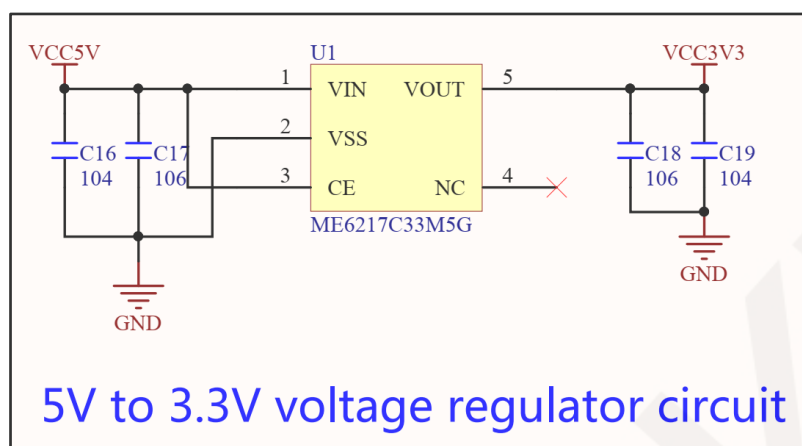 VCC5V
U1
VCC3V3
1
VIN
VOUT
5
2
VSS
C16
104
C17
106
3
CE
NC
4
C18
106
C19
104
ME6217C33M5G
GND
GND
5V to 3.3V voltage regulator circuit